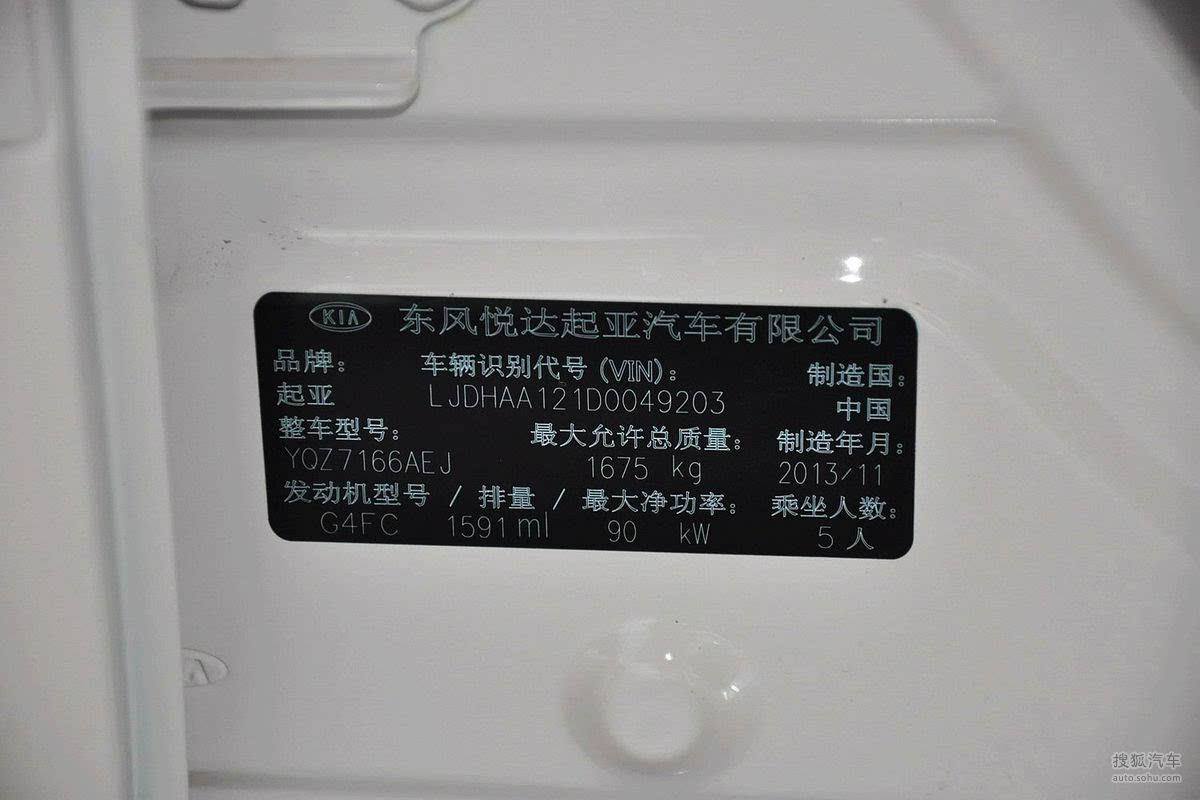 KIA 东风悦达起亚汽车有限公司
品牌： 车辆识别代号 (VIN)： 制造国：
起亚 LJDHAA121D0049203 中国
整车型号： 最大允许总质量： 制造年月：
YQZ7166AEJ 1675 kg 2013/11
发动机型号 / 排量 / 最大净功率： 乘坐人数：
G4FC 1591ml 90 kW 5 人
搜狐汽车
auto.sohu.com